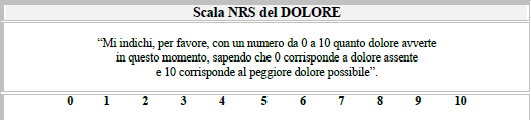 Scala NRS del DOLORE
“Mi indichi, per favore, con un numero da 0 a 10 quanto dolore avverte
in questo momento, sapendo che 0 corrisponde a dolore assente
e 10 corrisponde al peggiore dolore possibile”.
0 1 2 3 4 5 6 7 8 9 10